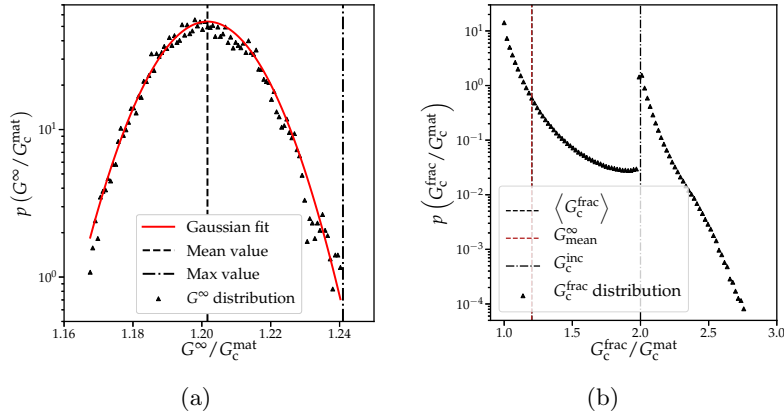 p (G^∞/G_c^mat)
10^1
10^0
1.16
1.18
1.20
1.22
1.24
G^∞/G_c^mat
Gaussian fit
Mean value
Max value
G^∞ distribution
(a)
p (G_c^frac/G_c^mat)
10^1
10^0
10^−1
10^−2
10^−3
10^−4
1.0
1.5
2.0
2.5
3.0
G_c^frac/G_c^mat
⟨G_c^frac⟩
G_mean^∞
G_c^inc
G_c^frac distribution
(b)